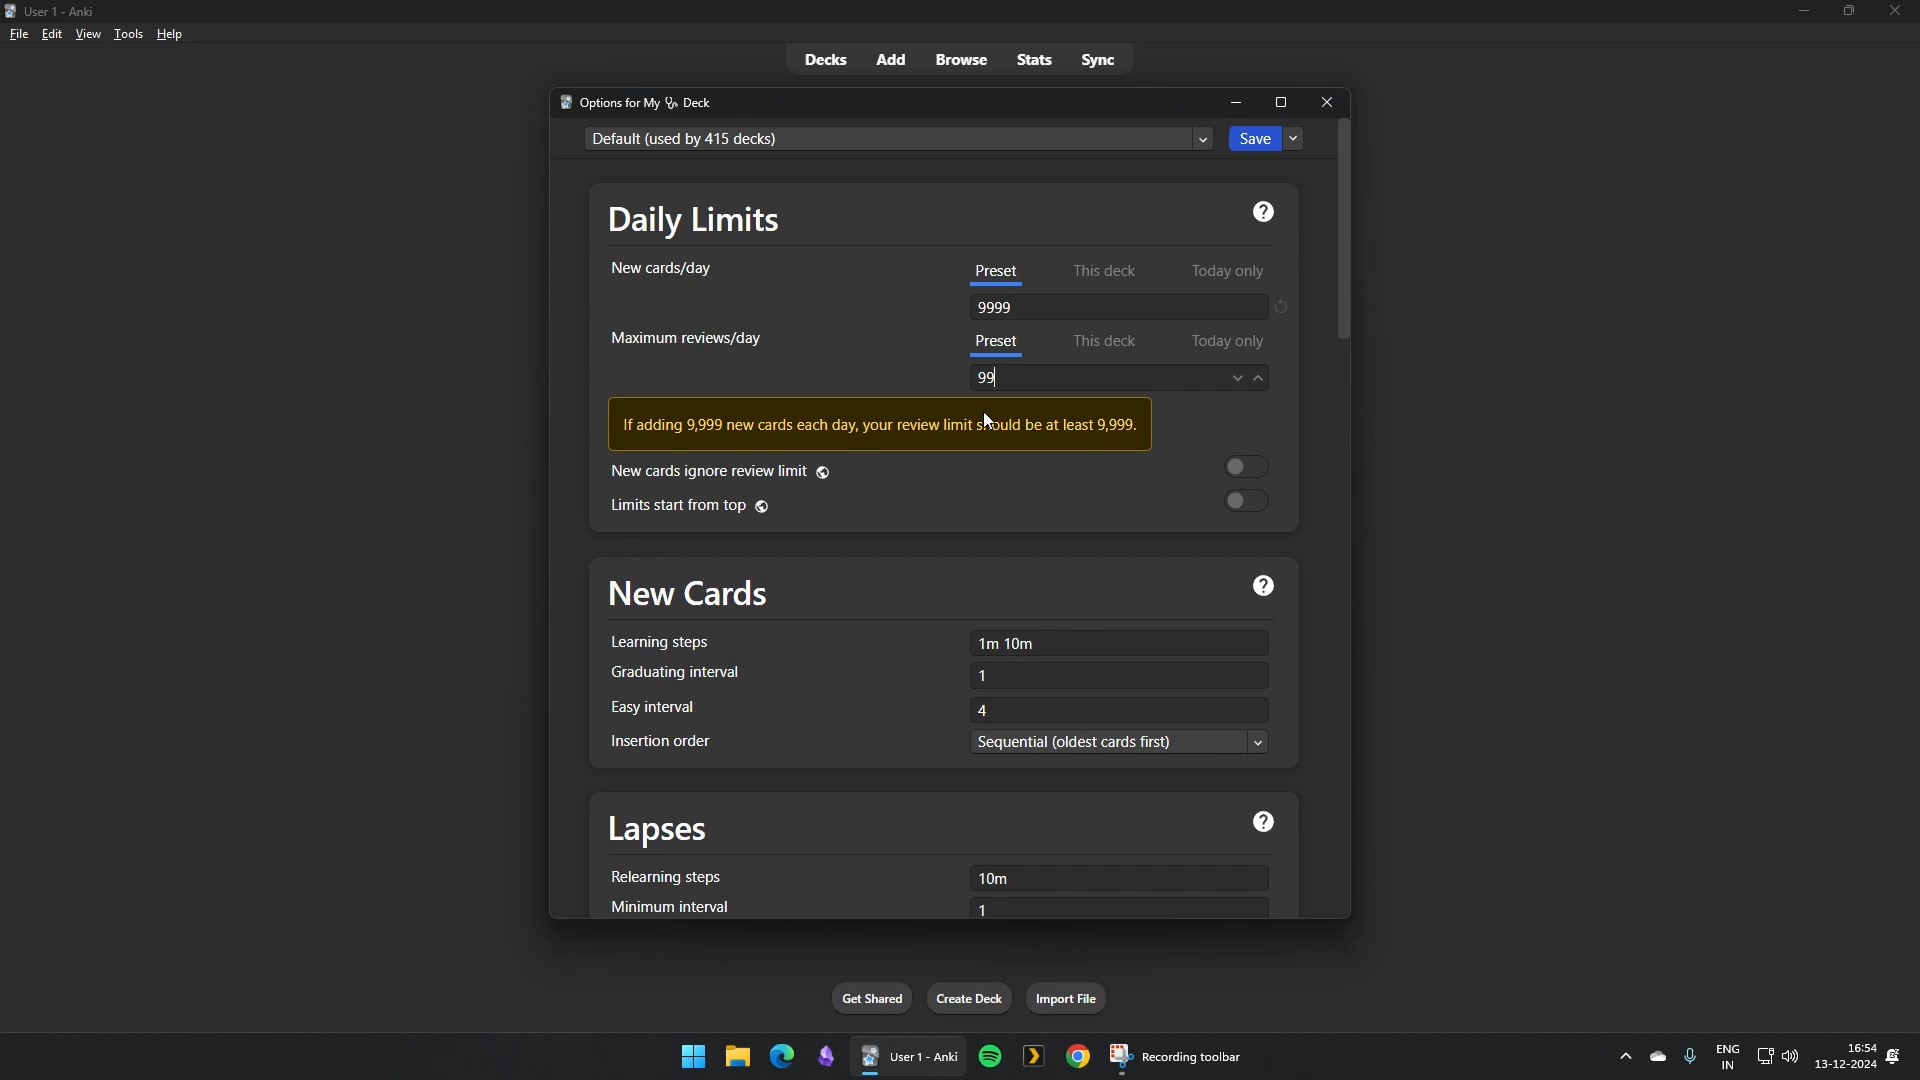 User 1 - Anki
File Edit View Tools Help
Decks Add Browse Stats Sync
Options for My 🩺 Deck
Default (used by 415 decks)
Save
Daily Limits
New cards/day
Preset This deck Today only
9999
Maximum reviews/day
Preset This deck Today only
99
If adding 9,999 new cards each day, your review limit should be at least 9,999.
New cards ignore review limit
Limits start from top
New Cards
Learning steps 1m 10m
Graduating interval 1
Easy interval 4
Insertion order Sequential (oldest cards first)
Lapses
Relearning steps 10m
Minimum interval 1
Get Shared Create Deck Import File
User 1 - Anki
Recording toolbar
ENG
IN
16:54
13-12-2024